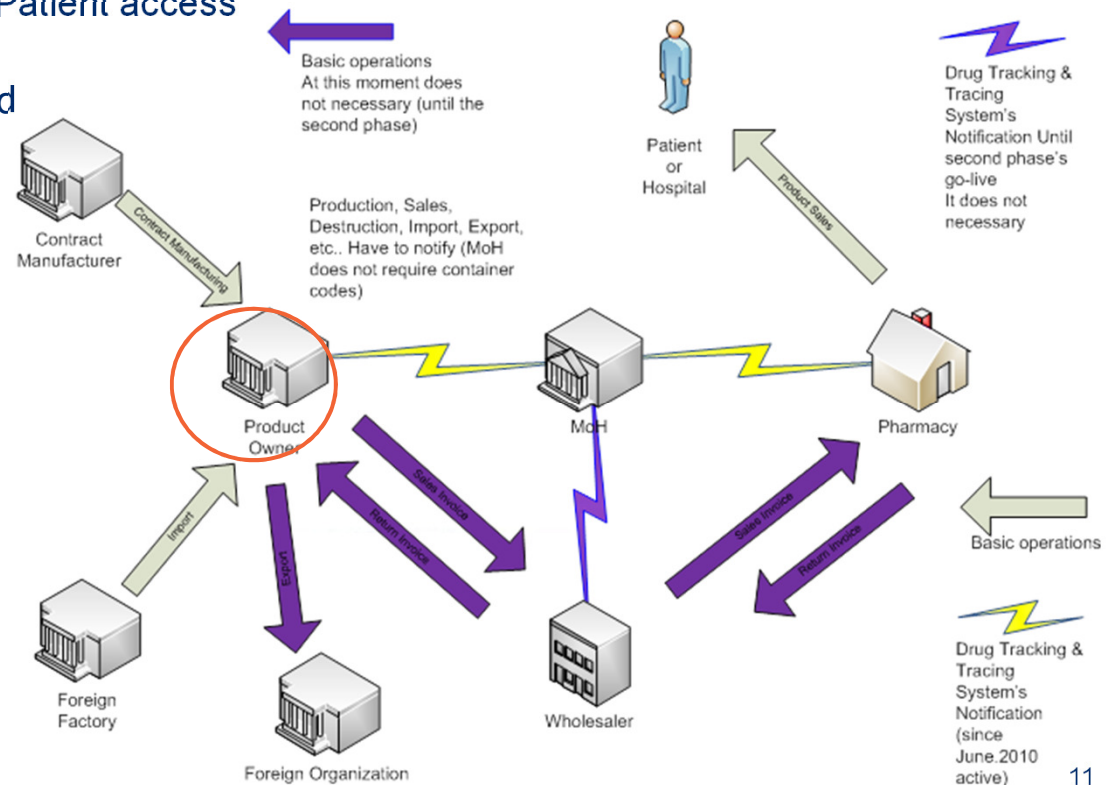 Patient access
d
Basic operations
At this moment does
not necessary (until the
second phase)
Drug Tracking &
Tracing
System's
Notification Until
second phase's
go-live
It does not
necessary
Patient
or
Hospital
Product Sales
Contract
Manufacturer
Contract Manufacturing
Production, Sales,
Destruction, Import, Export,
etc.. Have to notify (MoH
does not require container
codes)
Product
Owner
MoH
Pharmacy
Sales Invoice
Return Invoice
Sales Invoice
Return Invoice
Import
Export
Basic operations
Foreign
Factory
Wholesaler
Foreign Organization
Drug Tracking &
Tracing
System's
Notification
(since
June.2010
active)
11